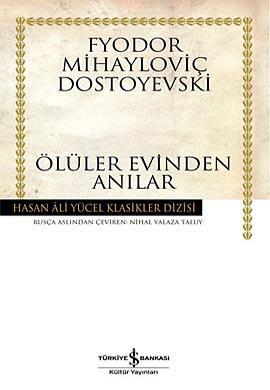 FYODOR
MİHAYLOVİÇ
DOSTOYEVSKİ
ÖLÜLER EVİNDEN
ANILAR
HASAN ÂLİ YÜCEL KLASİKLER DİZİSİ
RUSÇA ASLINDAN ÇEVİREN: NİHAL YALAZA TALUY
TÜRKİYE İŞ BANKASI
Kültür Yayınları